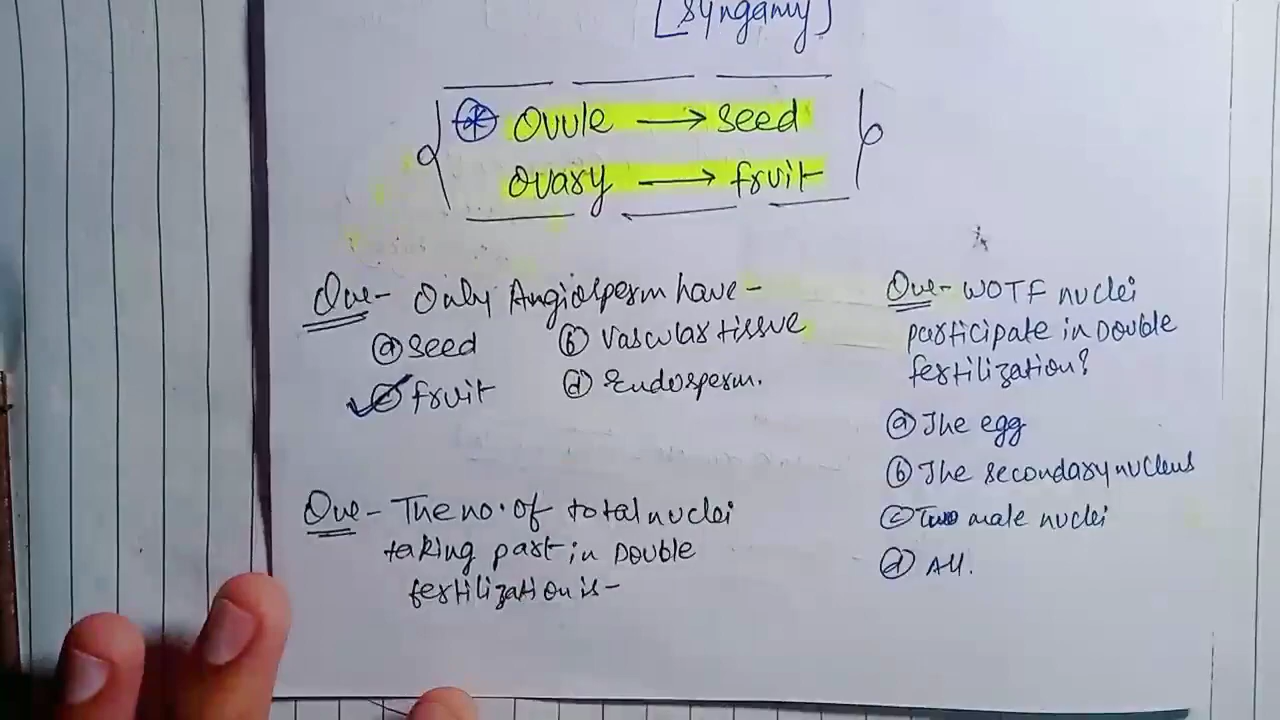 [Syngamy]
* Ovule → Seed
Ovary → fruit
Que- Only Angiosperm have-
(a) Seed (b) Vascular tissue
(c) fruit (d) Endosperm.
Que- The no. of total nuclei
taking part in Double
fertilization is-
Que- WOTF nuclei
participate in Double
fertilization?
(a) The egg
(b) The secondary nucleus
(c) Two male nuclei
(d) All.